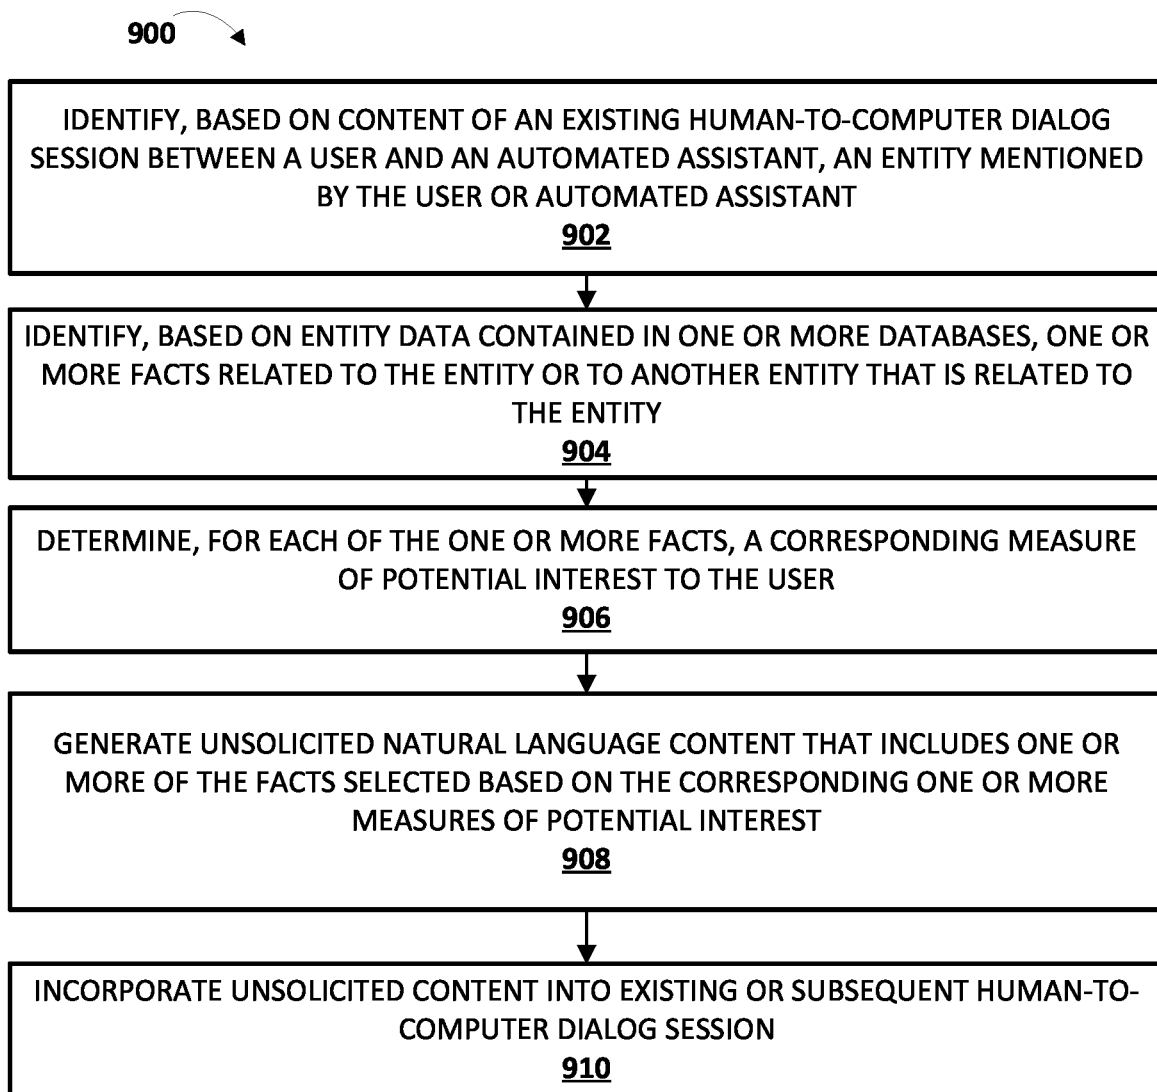 900
IDENTIFY, BASED ON CONTENT OF AN EXISTING HUMAN-TO-COMPUTER DIALOG
SESSION BETWEEN A USER AND AN AUTOMATED ASSISTANT, AN ENTITY MENTIONED
BY THE USER OR AUTOMATED ASSISTANT
902
IDENTIFY, BASED ON ENTITY DATA CONTAINED IN ONE OR MORE DATABASES, ONE OR
MORE FACTS RELATED TO THE ENTITY OR TO ANOTHER ENTITY THAT IS RELATED TO
THE ENTITY
904
DETERMINE, FOR EACH OF THE ONE OR MORE FACTS, A CORRESPONDING MEASURE
OF POTENTIAL INTEREST TO THE USER
906
GENERATE UNSOLICITED NATURAL LANGUAGE CONTENT THAT INCLUDES ONE OR
MORE OF THE FACTS SELECTED BASED ON THE CORRESPONDING ONE OR MORE
MEASURES OF POTENTIAL INTEREST
908
INCORPORATE UNSOLICITED CONTENT INTO EXISTING OR SUBSEQUENT HUMAN-TO-
COMPUTER DIALOG SESSION
910